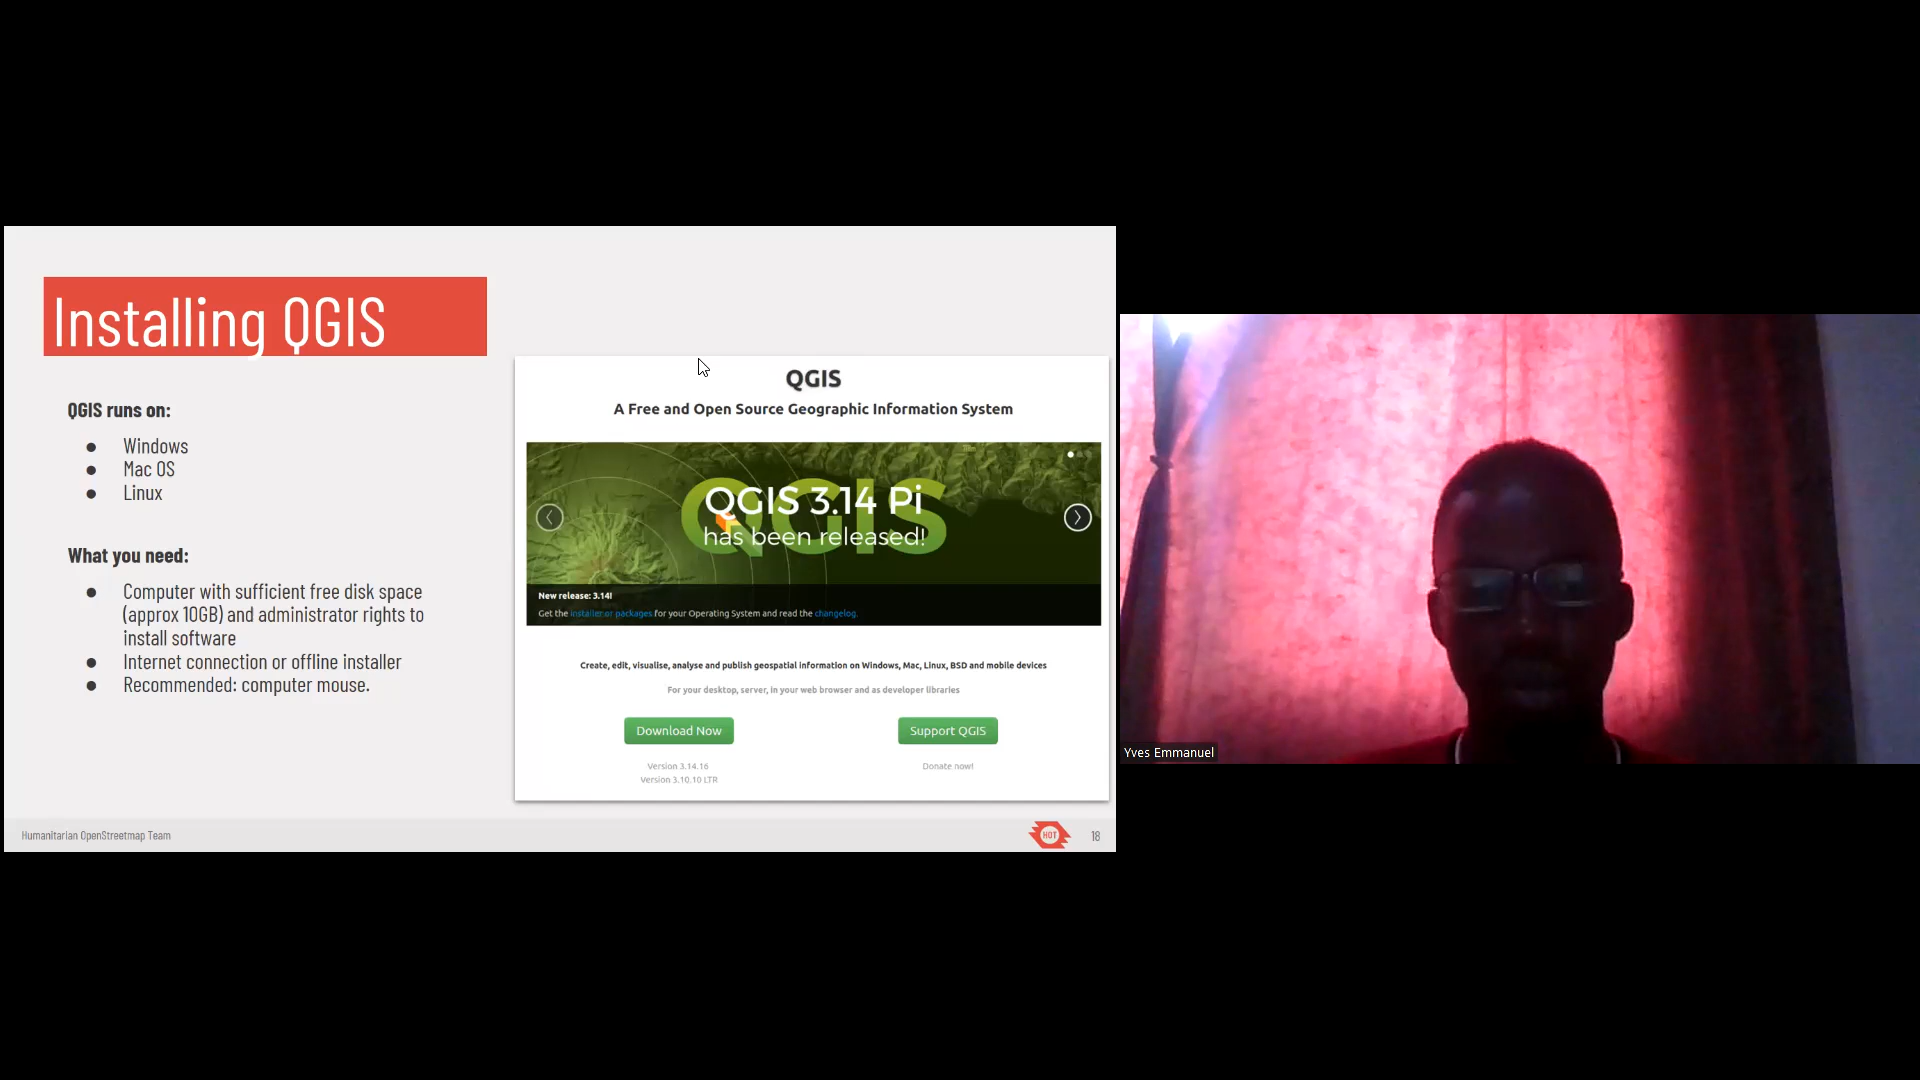 Installing QGIS
QGIS runs on:
● Windows
● Mac OS
● Linux
What you need:
● Computer with sufficient free disk space
(approx 10GB) and administrator rights to
install software
● Internet connection or offline installer
● Recommended: computer mouse.
QGIS
A Free and Open Source Geographic Information System
QGIS
QGIS 3.14 Pi
has been released!
New release: 3.14!
Get the installer or packages for your Operating System and read the changelog.
Create, edit, visualise, analyse and publish geospatial information on Windows, Mac, Linux, BSD and mobile devices
For your desktop, server, in your web browser and as developer libraries
Download Now
Support QGIS
Version 3.14.16
Version 3.10.10 LTR
Donate now!
Humanitarian OpenStreetmap Team
HOT
18
Yves Emmanuel